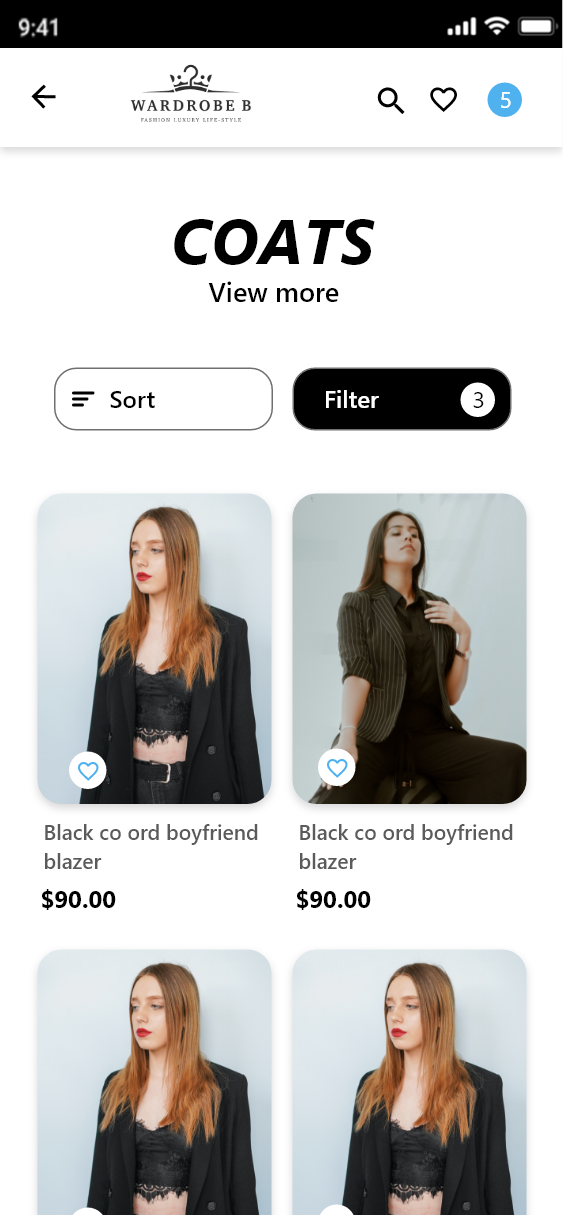 9:41
WARDROBE B
FASHION LUXURY LIFE-STYLE
5
COATS
View more
Sort
Filter
3
Black co ord boyfriend
blazer
$90.00
Black co ord boyfriend
blazer
$90.00